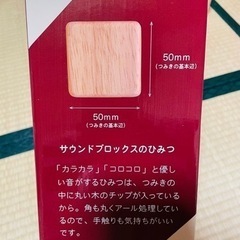 50mm
(つみきの基本辺)
50mm
(つみきの基本辺)
サウンドブロックスのひみつ
「カラカラ」「コロコロ」と優し
い音がするひみつは、つみきの
中に丸い木のチップが入ってい
るから。角も丸くアール処理して
いるので、手触りも気持ちがいい
です。